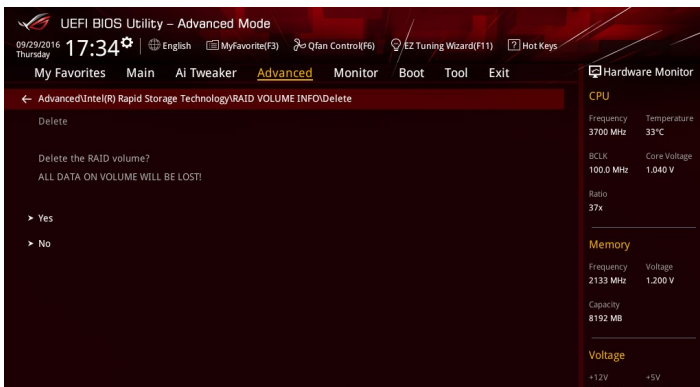 UEFI BIOS Utility – Advanced Mode
09/29/2016 Thursday 17:34 English MyFavorite(F3) Qfan Control(F6) EZ Tuning Wizard(F11) ? Hot Keys
My Favorites Main Ai Tweaker Advanced Monitor Boot Tool Exit
← Advanced\Intel(R) Rapid Storage Technology\RAID VOLUME INFO\Delete
Delete
Delete the RAID volume?
ALL DATA ON VOLUME WILL BE LOST!
> Yes
> No
Hardware Monitor
CPU
Frequency Temperature
3700 MHz 33°C
BCLK Core Voltage
100.0 MHz 1.040 V
Ratio
37x
Memory
Frequency Voltage
2133 MHz 1.200 V
Capacity
8192 MB
Voltage
+12V +5V